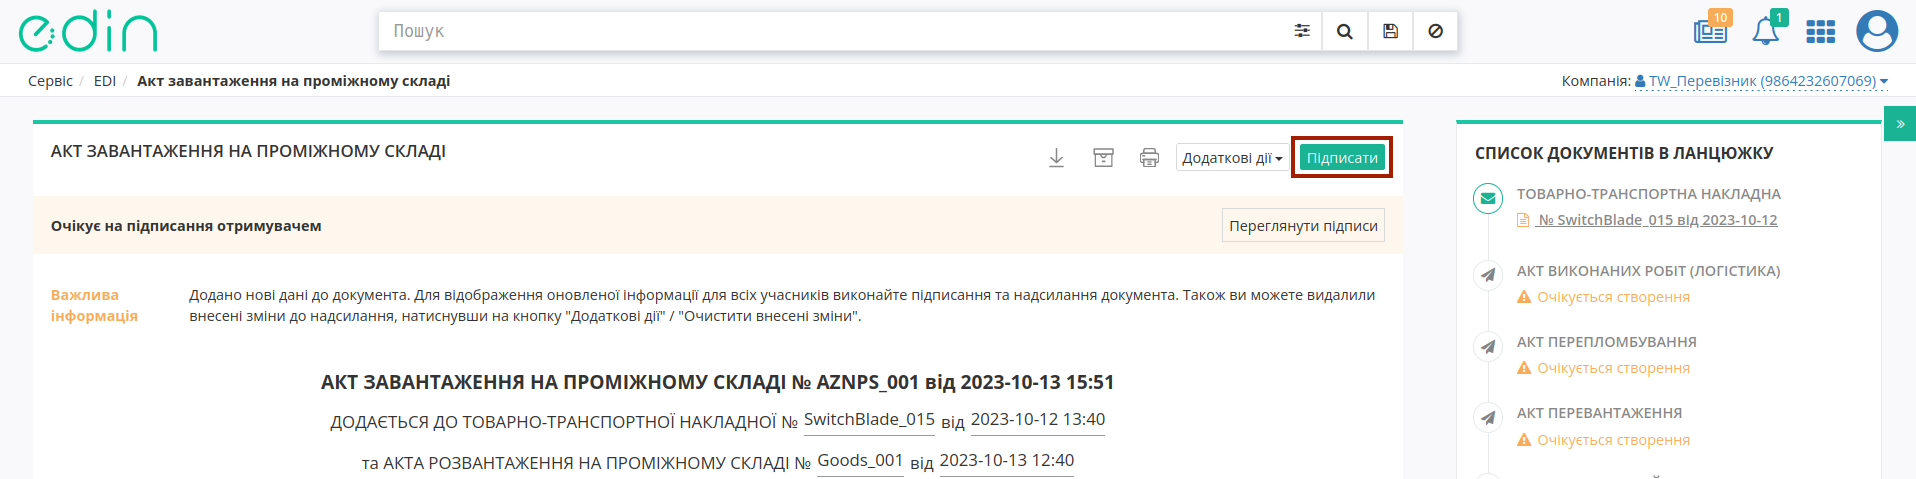 edin
Пошук
10
1
Сервіс / EDI / Акт завантаження на проміжному складі
Компанія: TW_Перевізник (9864232607069)
»
АКТ ЗАВАНТАЖЕННЯ НА ПРОМІЖНОМУ СКЛАДІ
Додаткові дії
Підписати
Очікує на підписання отримувачем
Переглянути підписи
Важлива
інформація
Додано нові дані до документа. Для відображення оновленої інформації для всіх учасників виконайте підписання та надсилання документа. Також ви можете видалили
внесені зміни до надсилання, натиснувши на кнопку "Додаткові дії" / "Очистити внесені зміни".
АКТ ЗАВАНТАЖЕННЯ НА ПРОМІЖНОМУ СКЛАДІ № AZNPS_001 від 2023-10-13 15:51
ДОДАЄТЬСЯ ДО ТОВАРНО-ТРАНСПОРТНОЇ НАКЛАДНОЇ № SwitchBlade_015 від 2023-10-12 13:40
та АКТА РОЗВАНТАЖЕННЯ НА ПРОМІЖНОМУ СКЛАДІ № Goods_001 від 2023-10-13 12:40
СПИСОК ДОКУМЕНТІВ В ЛАНЦЮЖКУ
ТОВАРНО-ТРАНСПОРТНА НАКЛАДНА
№ SwitchBlade_015 від 2023-10-12
АКТ ВИКОНАНИХ РОБІТ (ЛОГІСТИКА)
Очікується створення
АКТ ПЕРЕПЛОМБУВАННЯ
Очікується створення
АКТ ПЕРЕВАНТАЖЕННЯ
Очікується створення